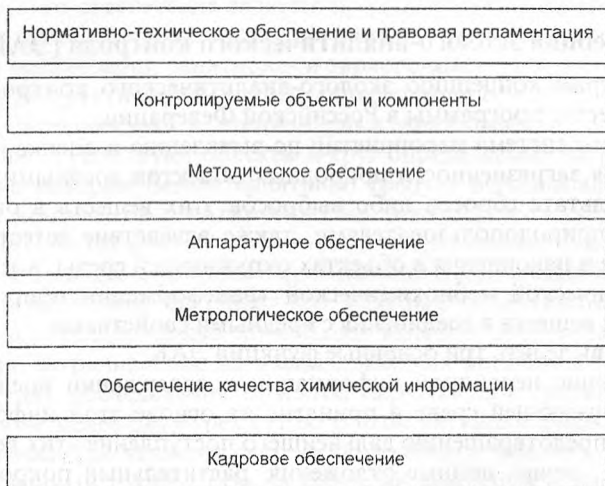 Нормативно-техническое обеспечение и правовая регламентация
Контролируемые объекты и компоненты
Методическое обеспечение
Аппаратурное обеспечение
Метрологическое обеспечение
Обеспечение качества химической информации
Кадровое обеспечение